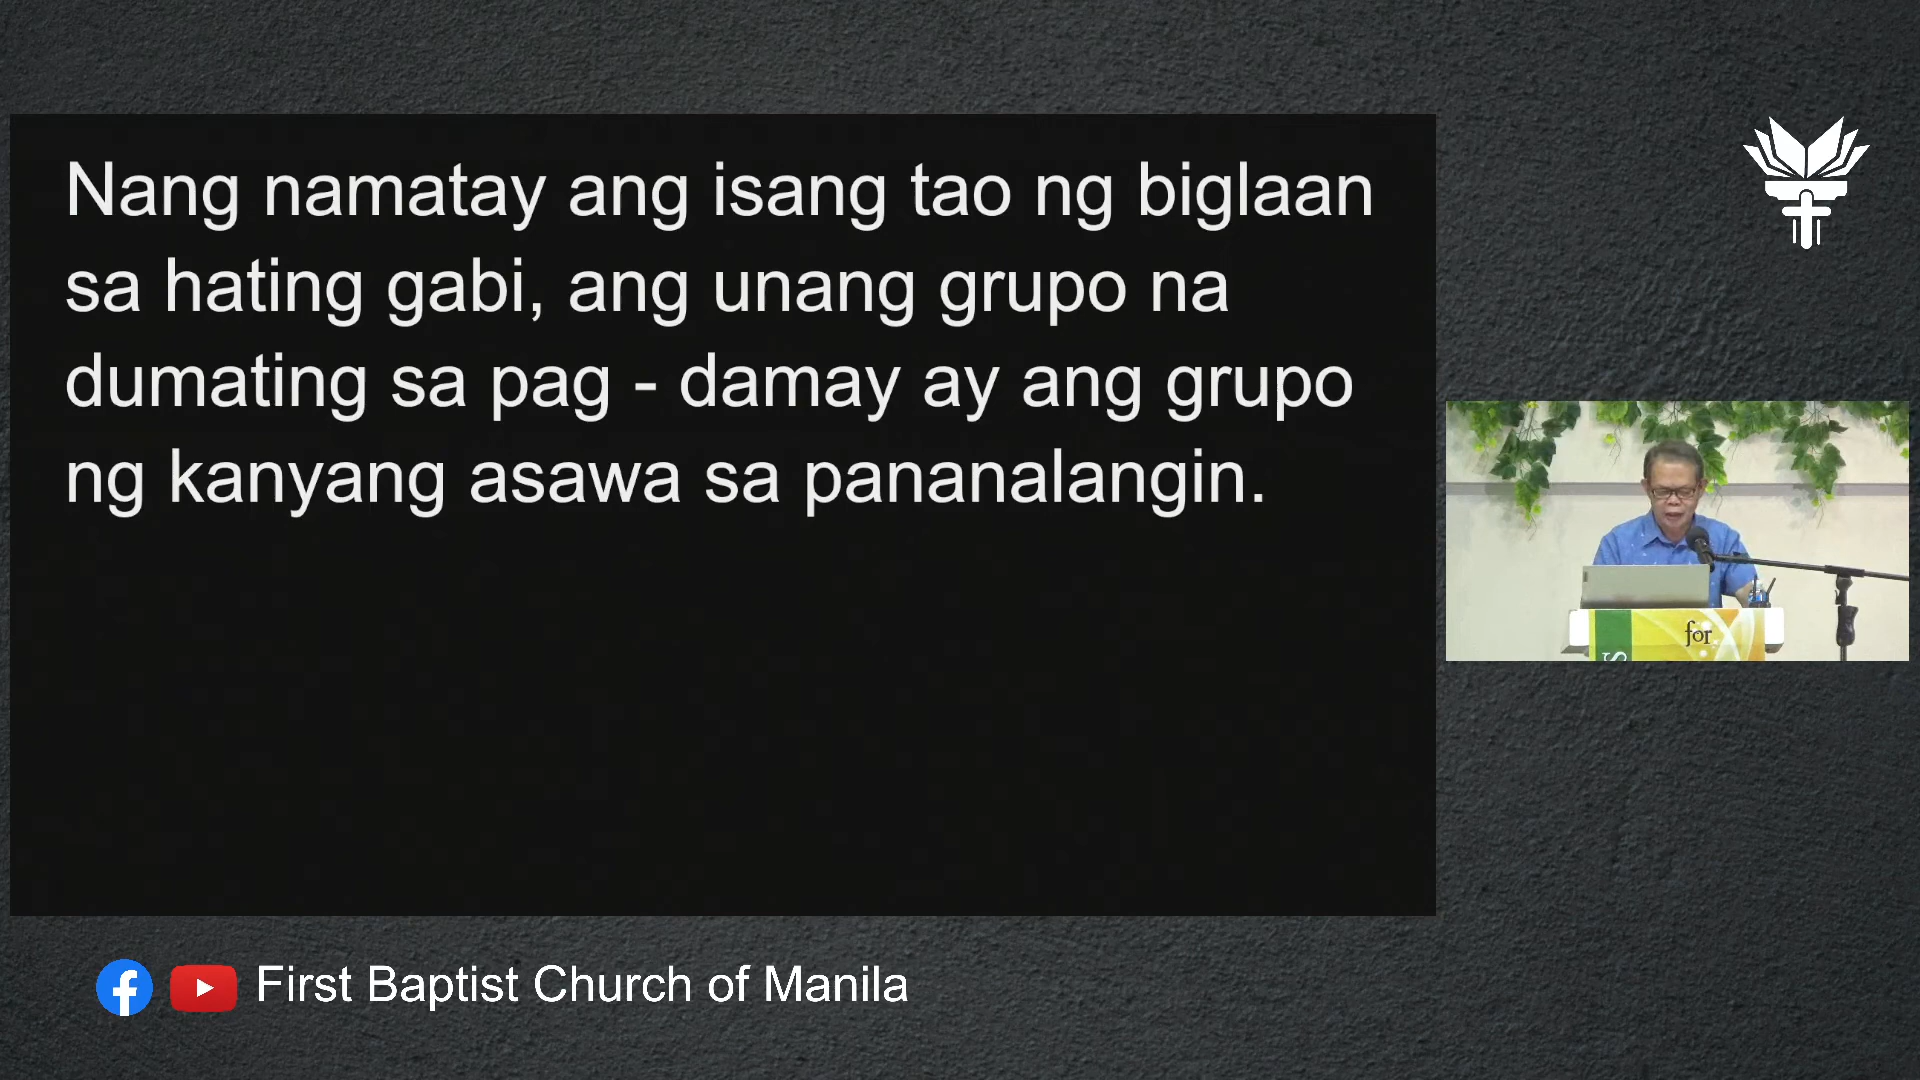 Nang namatay ang isang tao ng biglaan
sa hating gabi, ang unang grupo na
dumating sa pag - damay ay ang grupo
ng kanyang asawa sa pananalangin.
for
S
First Baptist Church of Manila